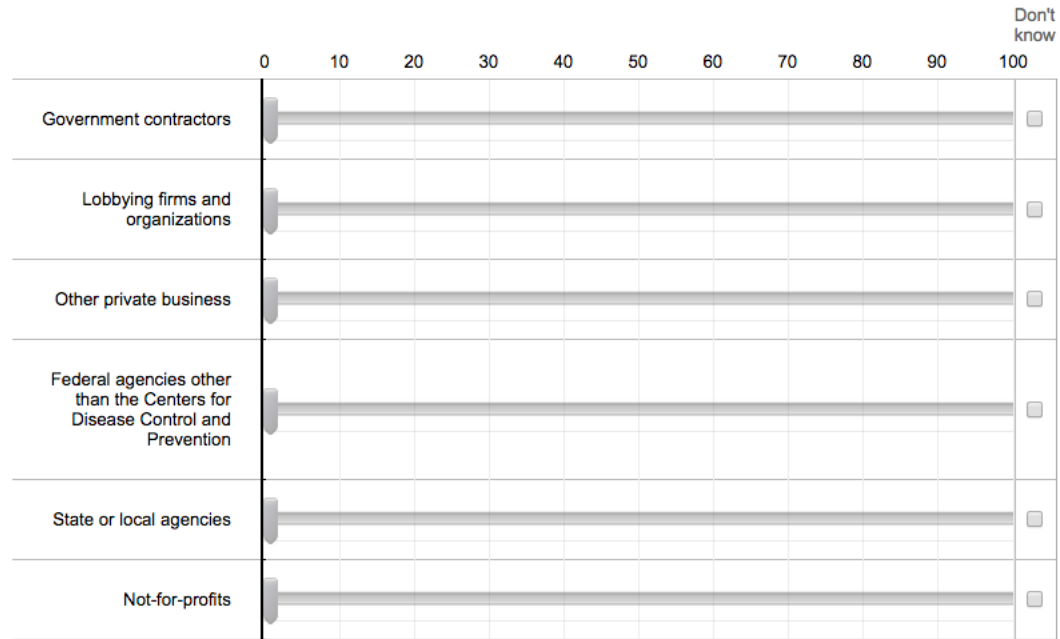 Don't
know
0 10 20 30 40 50 60 70 80 90 100
Government contractors
Lobbying firms and
organizations
Other private business
Federal agencies other
than the Centers for
Disease Control and
Prevention
State or local agencies
Not-for-profits